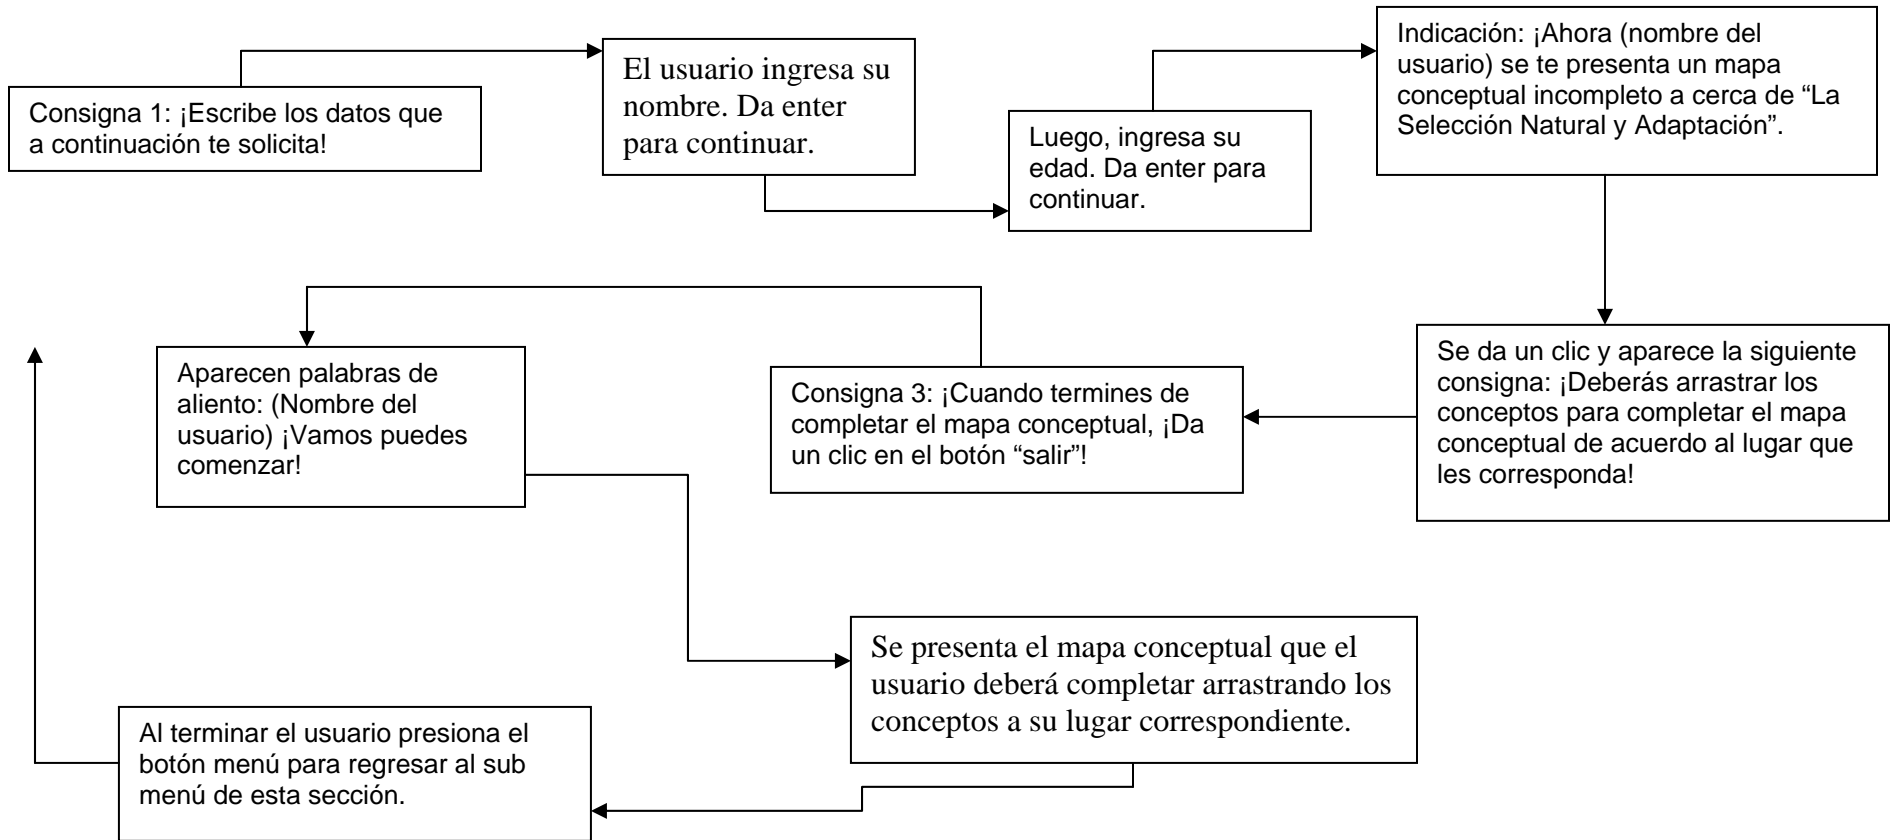 Consigna 1: ¡Escribe los datos que
a continuación te solicita!
El usuario ingresa su
nombre. Da enter
para continuar.
Luego, ingresa su
edad. Da enter para
continuar.
Indicación: ¡Ahora (nombre del
usuario) se te presenta un mapa
conceptual incompleto a cerca de “La
Selección Natural y Adaptación”.
Se da un clic y aparece la siguiente
consigna: ¡Deberás arrastrar los
conceptos para completar el mapa
conceptual de acuerdo al lugar que
les corresponda!
Consigna 3: ¡Cuando termines de
completar el mapa conceptual, ¡Da
un clic en el botón “salir”!
Aparecen palabras de
aliento: (Nombre del
usuario) ¡Vamos puedes
comenzar!
Se presenta el mapa conceptual que el
usuario deberá completar arrastrando los
conceptos a su lugar correspondiente.
Al terminar el usuario presiona el
botón menú para regresar al sub
menú de esta sección.